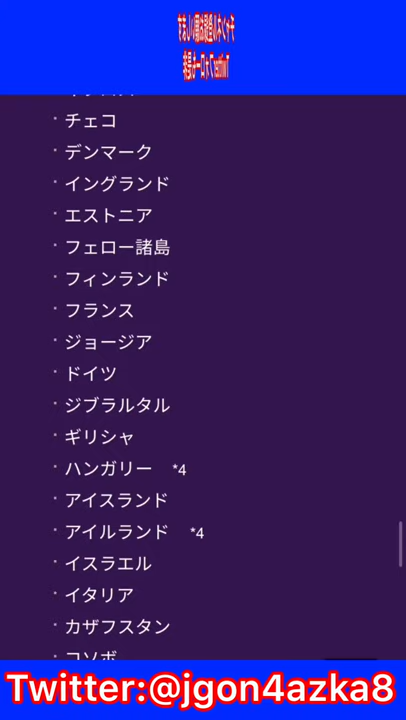 ・チェコ
・デンマーク
・イングランド
・エストニア
・フェロー諸島
・フィンランド
・フランス
・ジョージア
・ドイツ
・ジブラルタル
・ギリシャ
・ハンガリー *4
・アイスランド
・アイルランド *4
・イスラエル
・イタリア
・カザフスタン
・コソボ
Twitter:@jgon4azka8